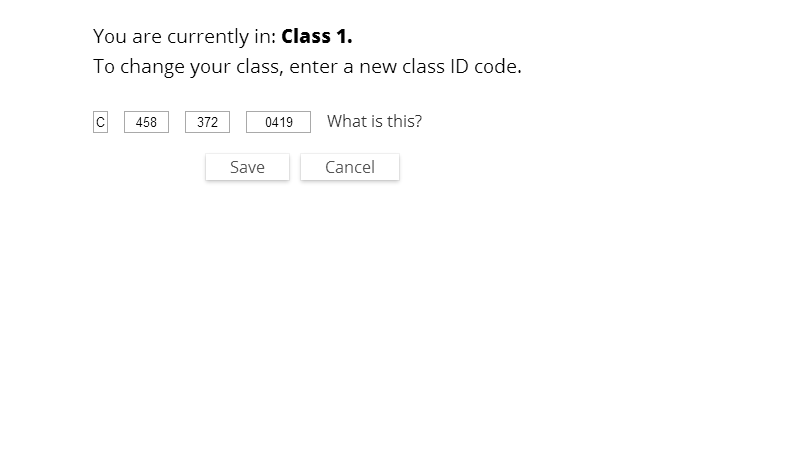 You are currently in: Class 1.
To change your class, enter a new class ID code.
C 458 372 0419 What is this?
Save Cancel